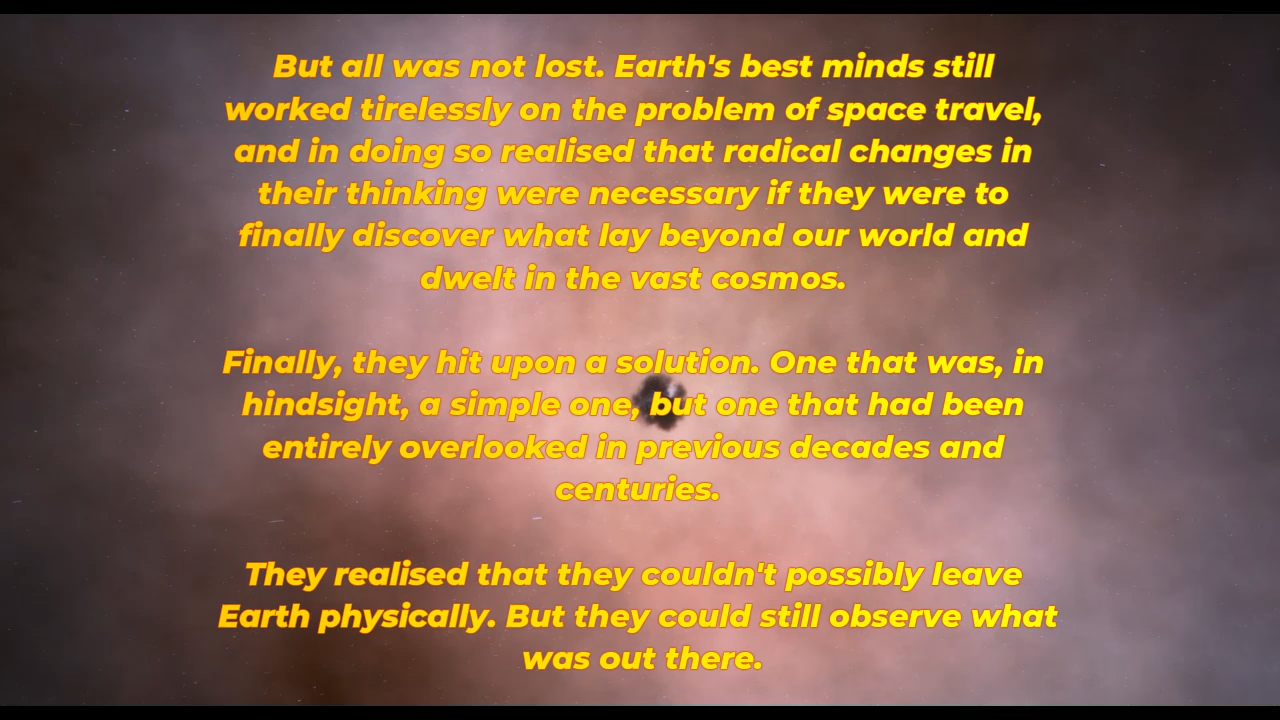 But all was not lost. Earth's best minds still
worked tirelessly on the problem of space travel,
and in doing so realised that radical changes in
their thinking were necessary if they were to
finally discover what lay beyond our world and
dwelt in the vast cosmos.
Finally, they hit upon a solution. One that was, in
hindsight, a simple one, but one that had been
entirely overlooked in previous decades and
centuries.
They realised that they couldn't possibly leave
Earth physically. But they could still observe what
was out there.